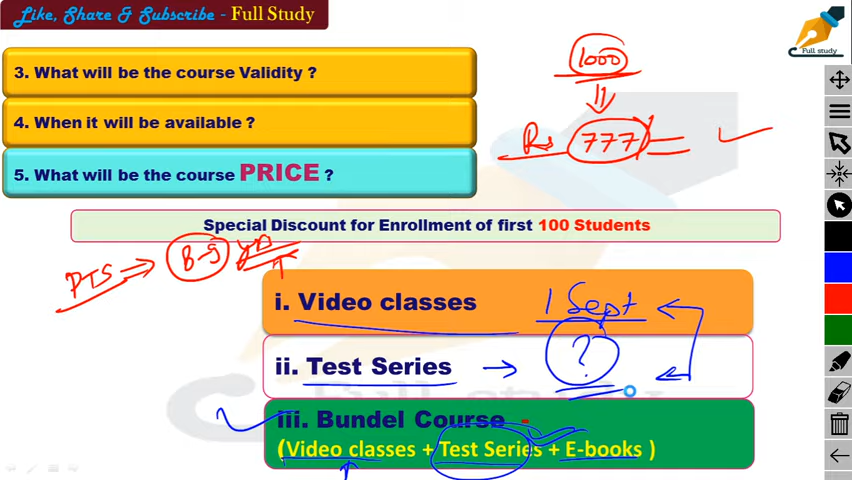 Like, Share & Subscribe - Full Study
Full study
3. What will be the course Validity ?
1000
4. When it will be available ?
Rs 777
5. What will be the course PRICE ?
Special Discount for Enrollment of first 100 Students
i. Video classes 1 Sept
ii. Test Series → ?
iii. Bundel Course
(Video classes + Test Series + E-books )